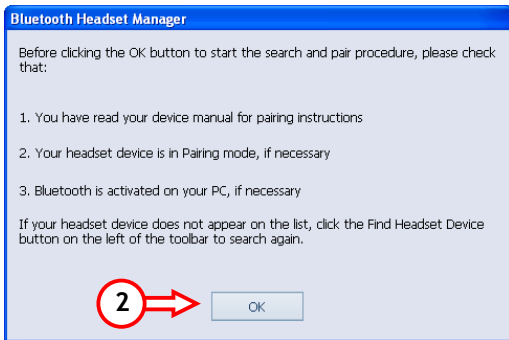 Bluetooth Headset Manager
Before clicking the OK button to start the search and pair procedure, please check
that:
1. You have read your device manual for pairing instructions
2. Your headset device is in Pairing mode, if necessary
3. Bluetooth is activated on your PC, if necessary
If your headset device does not appear on the list, click the Find Headset Device
button on the left of the toolbar to search again.
2
OK